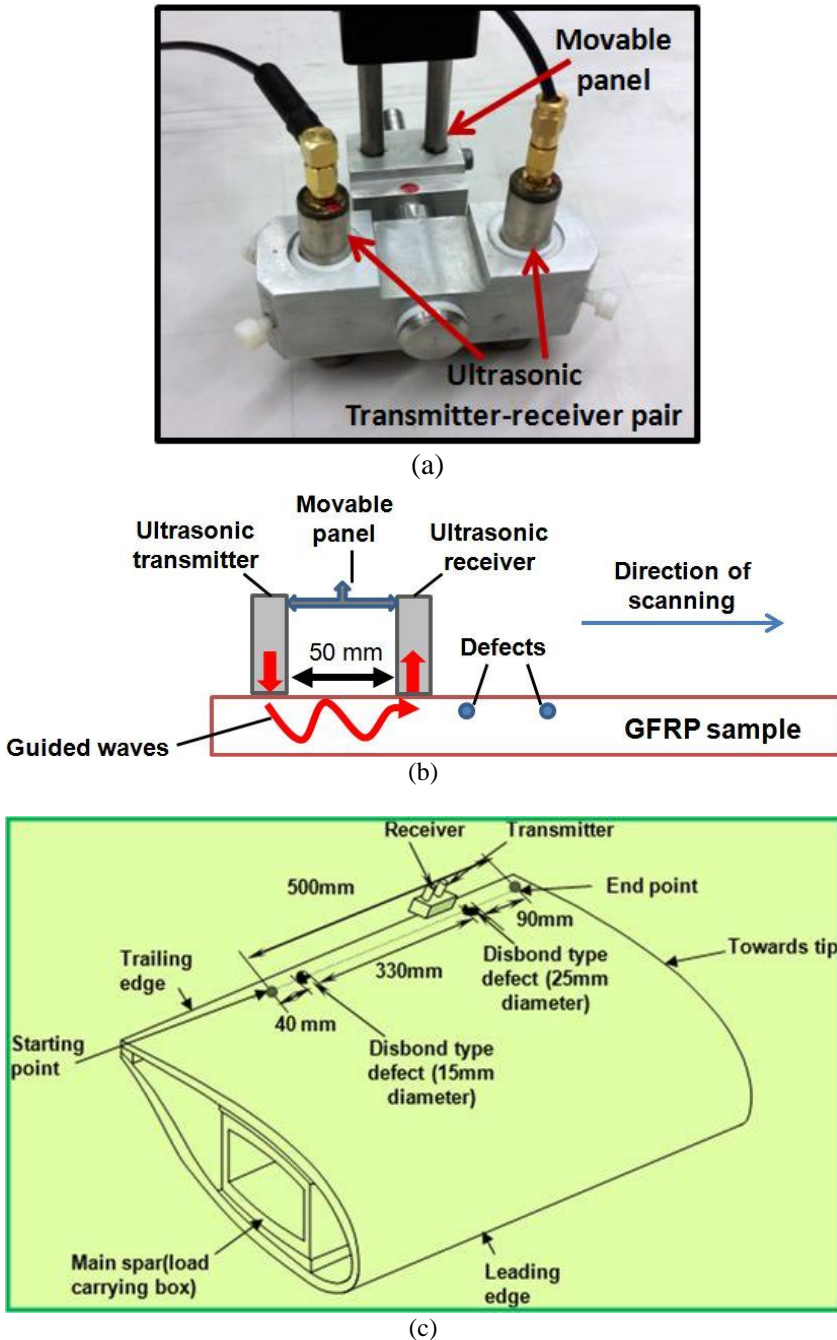 Movable
panel
Ultrasonic
Transmitter-receiver pair
(a)
Ultrasonic
transmitter
Movable
panel
Ultrasonic
receiver
Direction of
scanning
50 mm
Defects
Guided waves
GFRP sample
(b)
Receiver
Transmitter
500mm
End point
90mm
Trailing
edge
330mm
Disbond type
defect (25mm
diameter)
Towards tip
Starting
point
40 mm
Disbond type
defect (15mm
diameter)
Main spar(load
carrying box)
Leading
edge
(c)